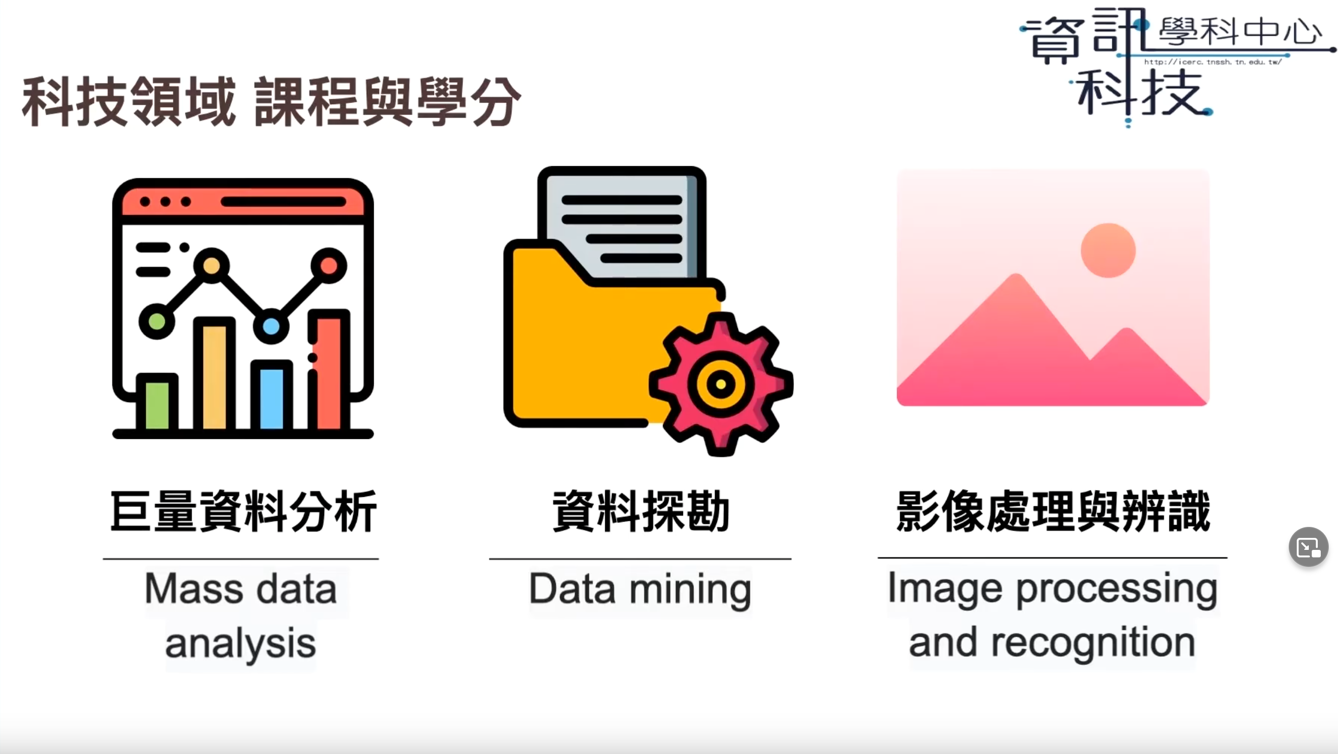 資訊 學科中心
http://icerc.tnssh.tn.edu.tw/
科技
科技領域 課程與學分
巨量資料分析
Mass data
analysis
資料探勘
Data mining
影像處理與辨識
Image processing
and recognition